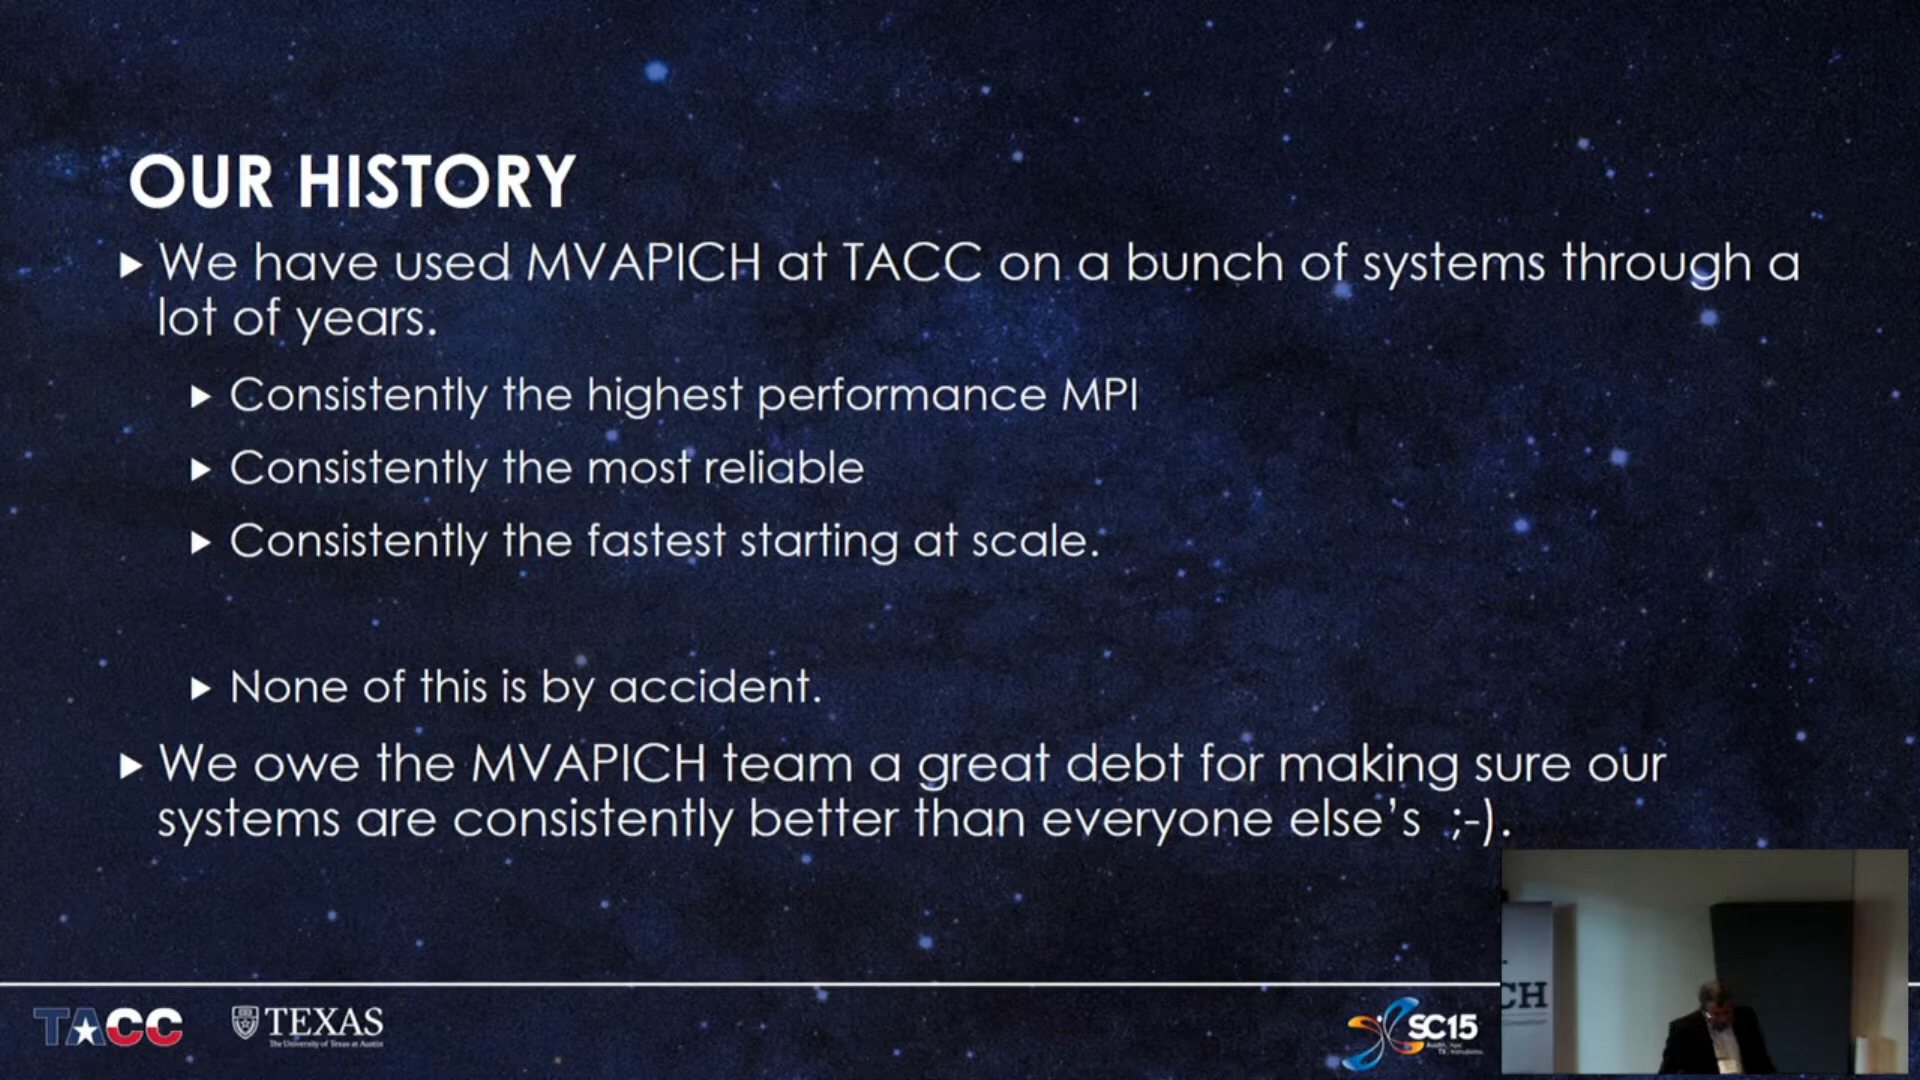 OUR HISTORY
We have used MVAPICH at TACC on a bunch of systems through a
lot of years.
Consistently the highest performance MPI
Consistently the most reliable
Consistently the fastest starting at scale.
None of this is by accident.
We owe the MVAPICH team a great debt for making sure our
systems are consistently better than everyone else's ;-).
TACC
TEXAS
The University of Texas at Austin
SC15
CH